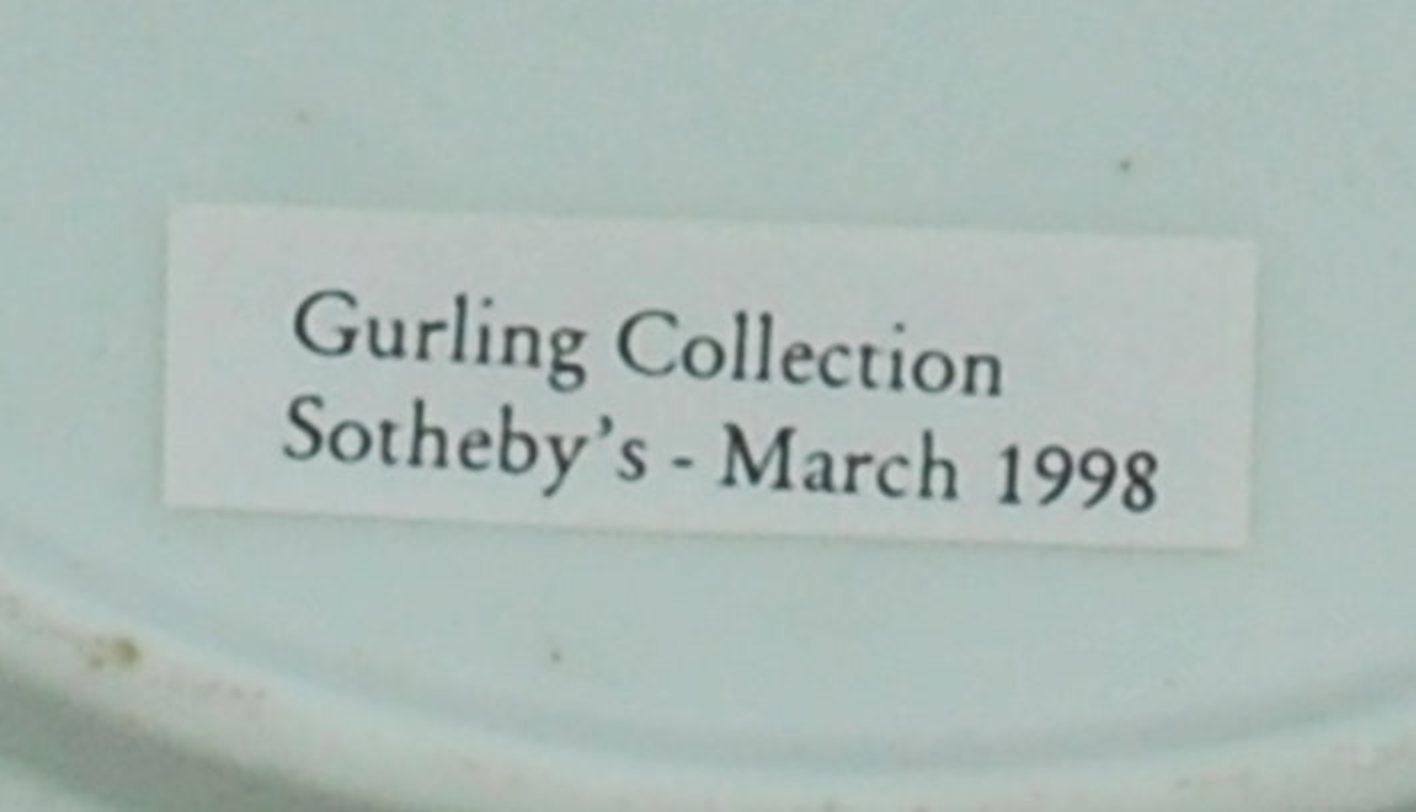 Gurling Collection
Sotheby's - March 1998